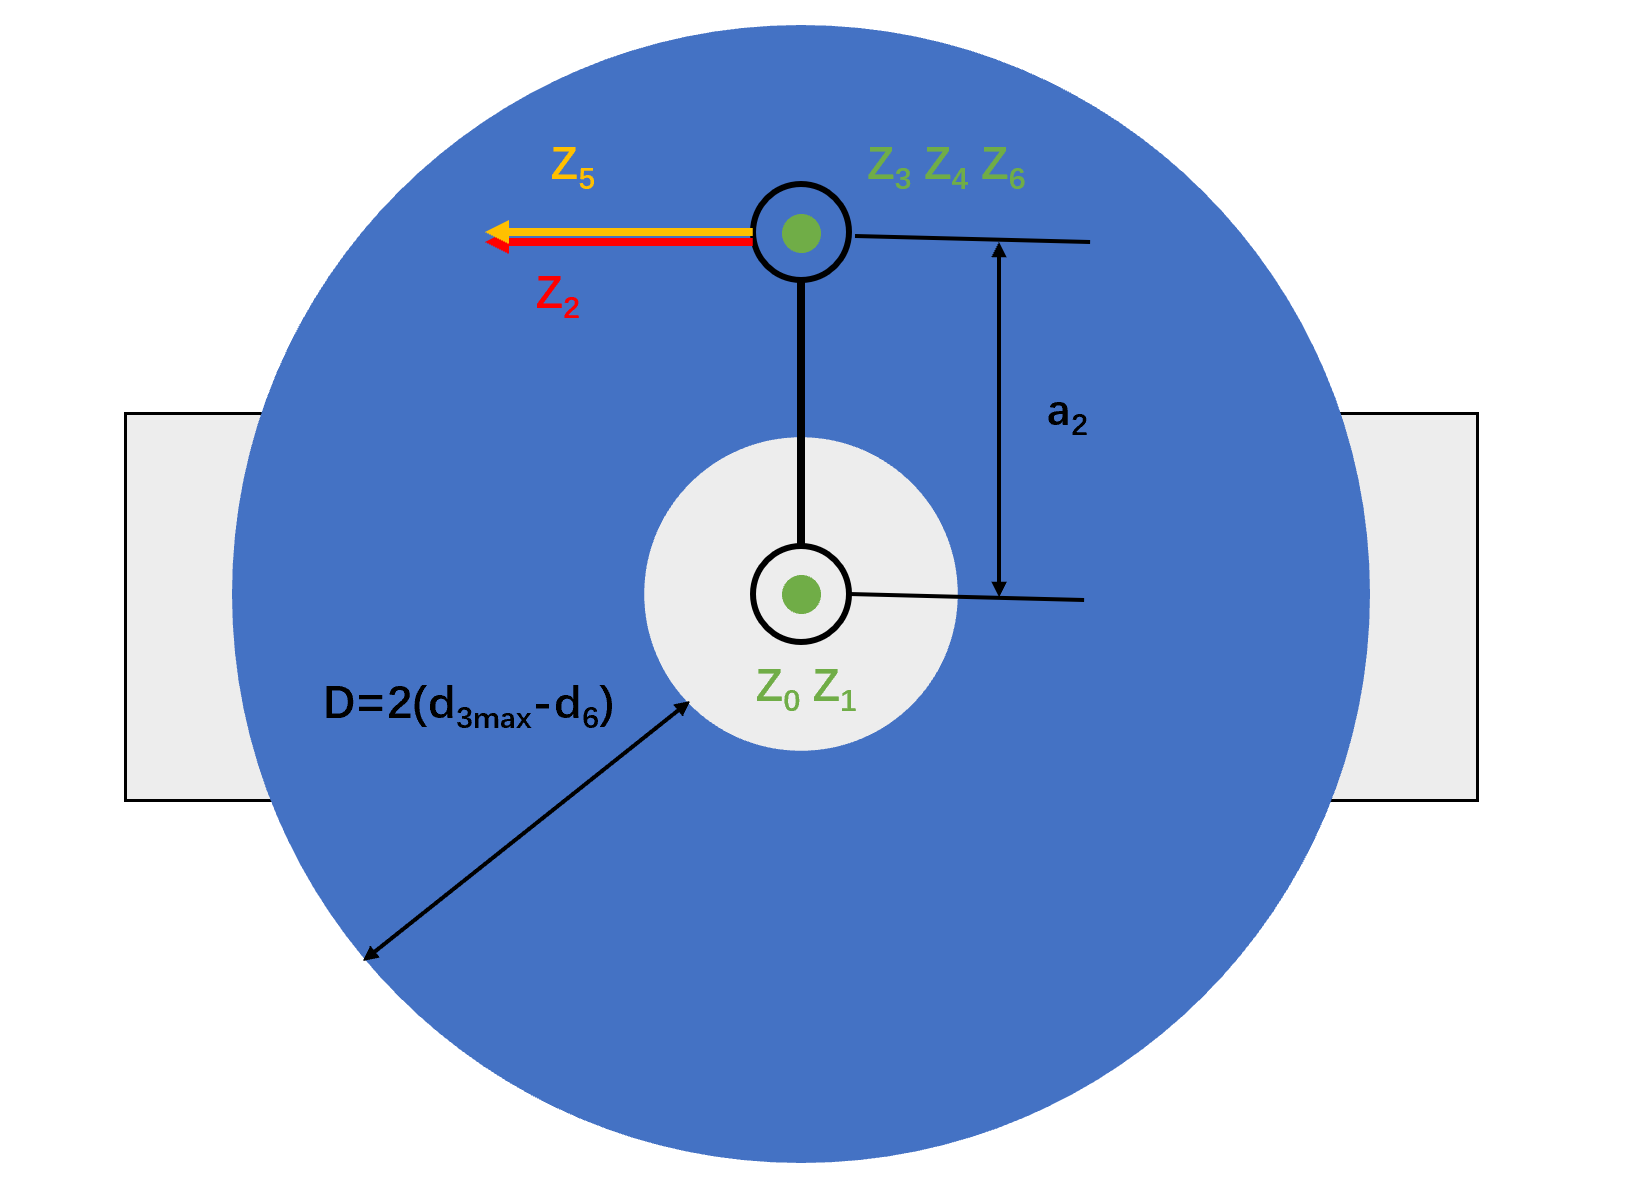 Z₅
Z₃ Z₄ Z₆
Z₂
a₂
Z₀ Z₁
D=2(d₃ₘₐₓ-d₆)